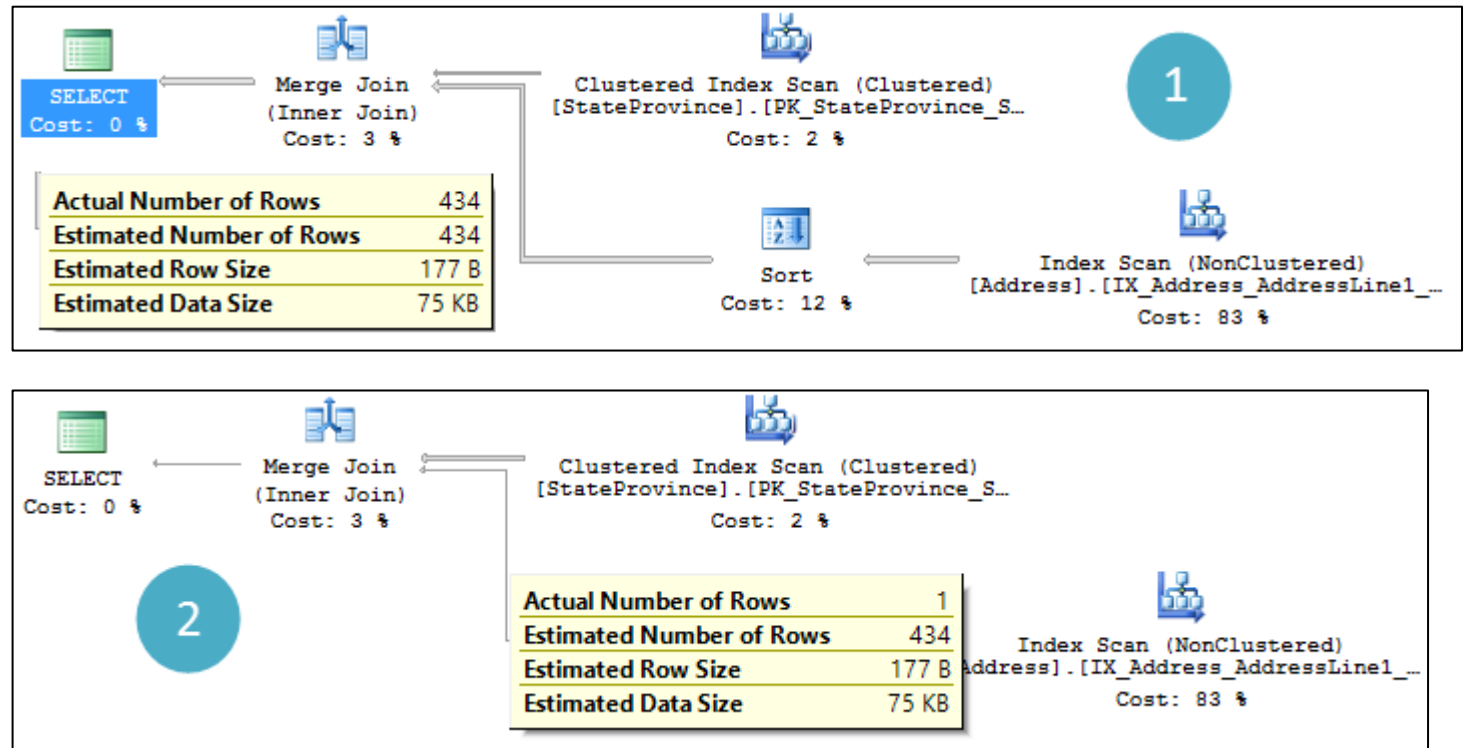 SELECT
Cost: 0 %
Merge Join
(Inner Join)
Cost: 3 %
Clustered Index Scan (Clustered)
[StateProvince].[PK_StateProvince_S…
Cost: 2 %
1
Actual Number of Rows 434
Estimated Number of Rows 434
Estimated Row Size 177 B
Estimated Data Size 75 KB
Sort
Cost: 12 %
Index Scan (NonClustered)
[Address].[IX_Address_AddressLine1_…
Cost: 83 %
SELECT
Cost: 0 %
Merge Join
(Inner Join)
Cost: 3 %
Clustered Index Scan (Clustered)
[StateProvince].[PK_StateProvince_S…
Cost: 2 %
2
Actual Number of Rows 1
Estimated Number of Rows 434
Estimated Row Size 177 B
Estimated Data Size 75 KB
Index Scan (NonClustered)
Address].[IX_Address_AddressLine1_…
Cost: 83 %